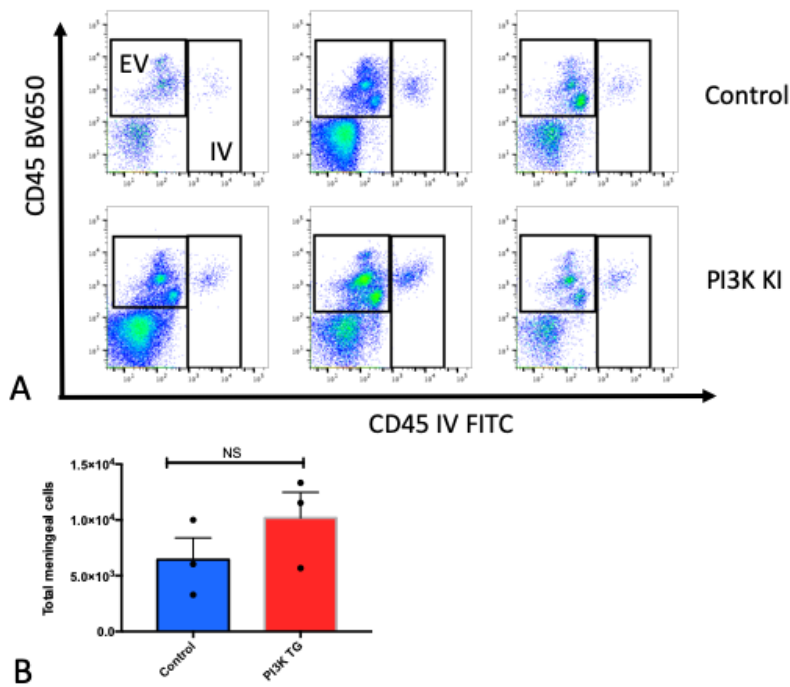 CD45 BV650
EV
IV
Control
PI3K KI
A
CD45 IV FITC
NS
Total meningeal cells
1.5×10⁴
1.0×10⁴
5.0×10³
0.0
Control
PI3K TG
B